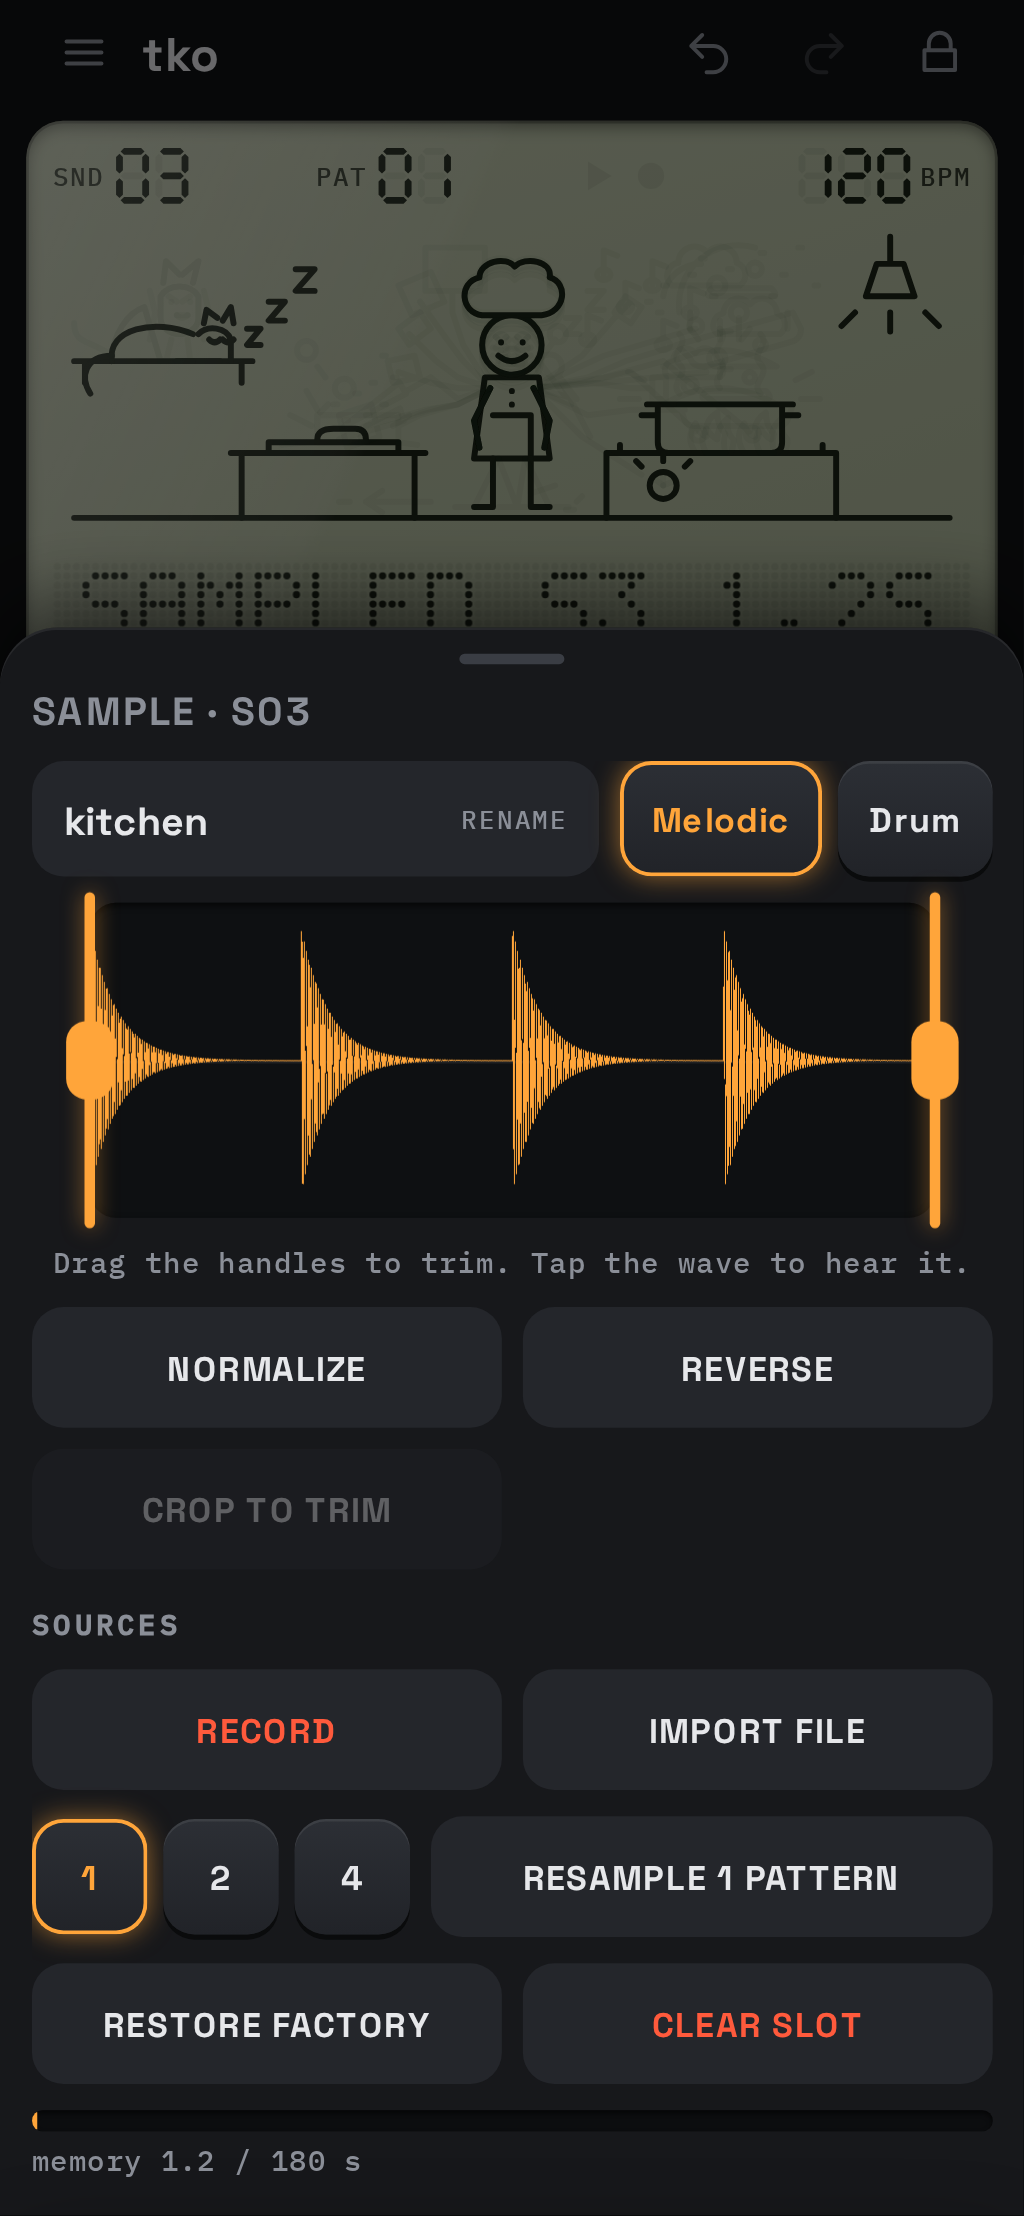 tko
SND 03 PAT 01 120 BPM
z z z
SAMPLED S3 1.2S
SAMPLE · S03
kitchen RENAME Melodic Drum
Drag the handles to trim. Tap the wave to hear it.
NORMALIZE REVERSE
CROP TO TRIM
SOURCES
RECORD IMPORT FILE
1 2 4 RESAMPLE 1 PATTERN
RESTORE FACTORY CLEAR SLOT
memory 1.2 / 180 s